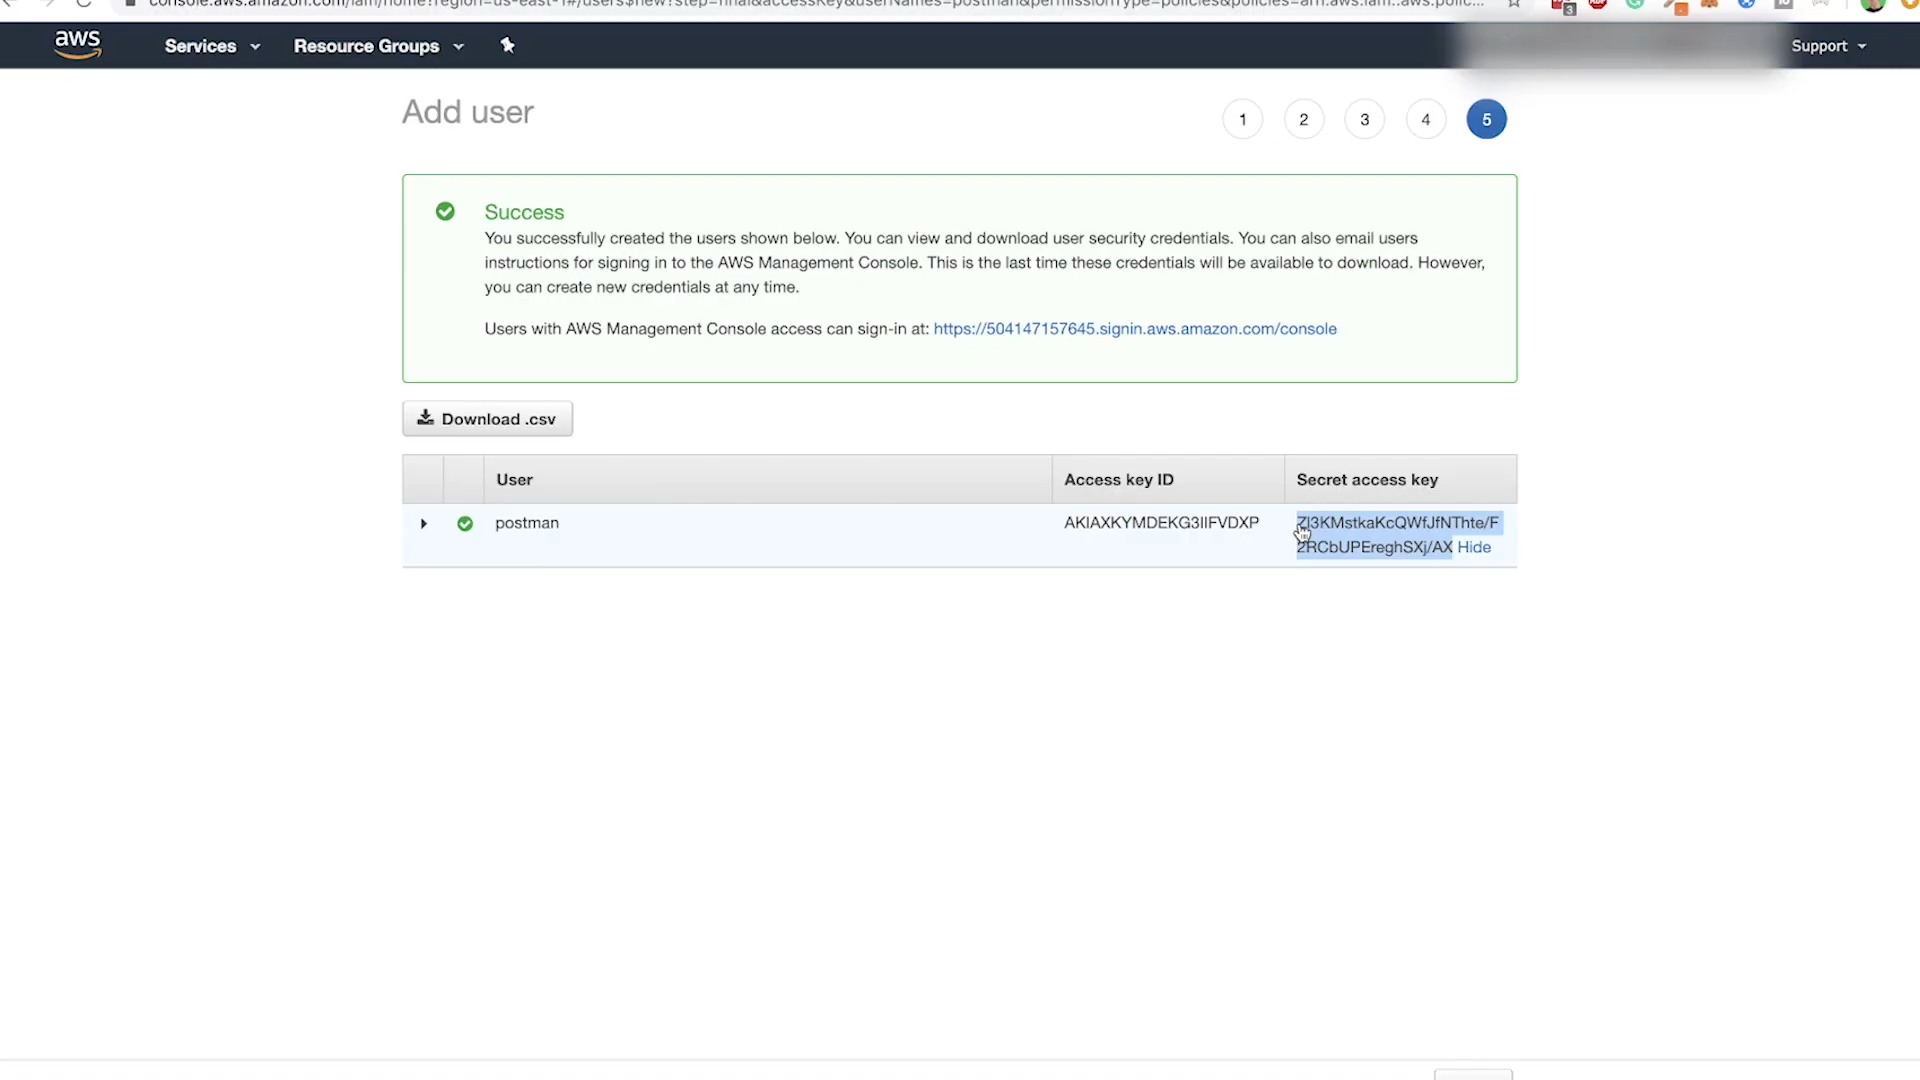 aws
Services
Resource Groups
Support
Add user
1 2 3 4 5
Success
You successfully created the users shown below. You can view and download user security credentials. You can also email users
instructions for signing in to the AWS Management Console. This is the last time these credentials will be available to download. However,
you can create new credentials at any time.
Users with AWS Management Console access can sign-in at: https://504147157645.signin.aws.amazon.com/console
Download .csv
User Access key ID Secret access key
postman AKIAXKYMDEKG3IIFVDXP
2RCbUPEreghSXj/AX Hide